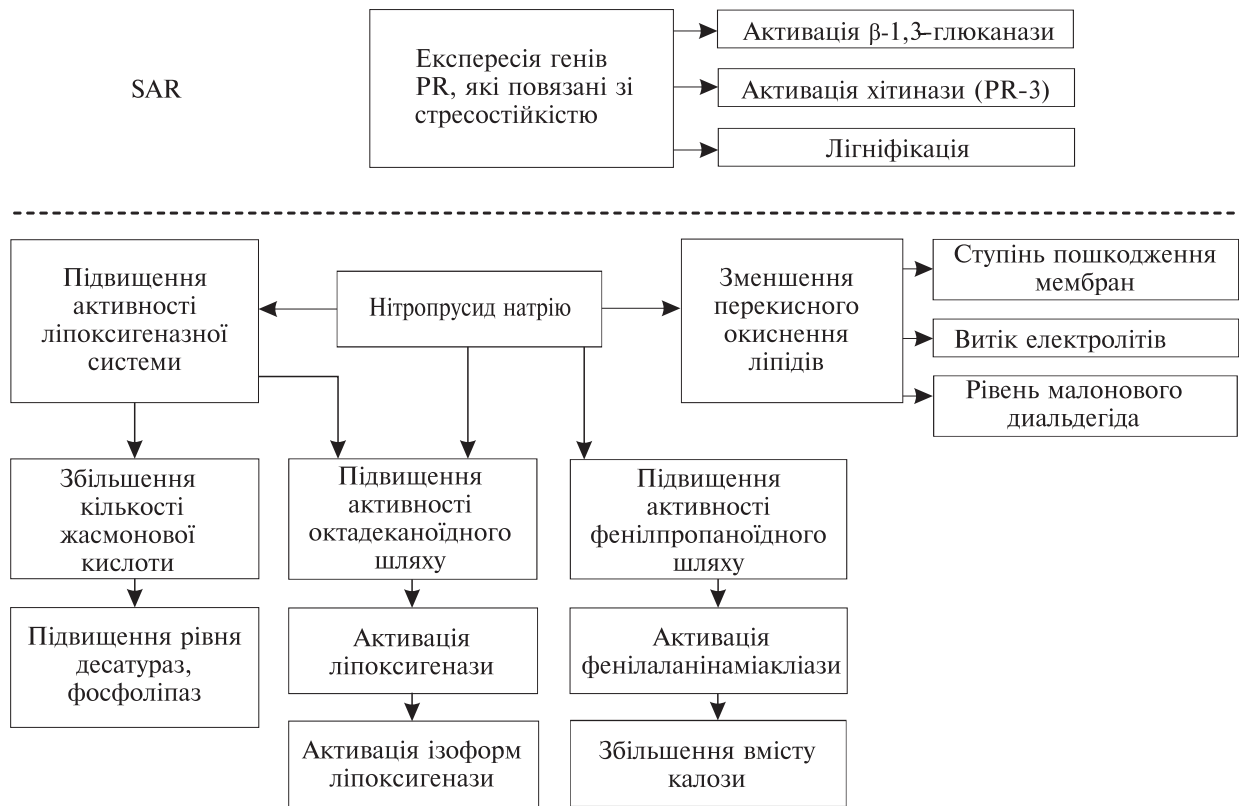 SAR
Експересія генів
PR, які повязані зі
стресостійкістю
Активація β-1,3-глюканази
Активація хітинази (PR-3)
Лігніфікація
Підвищення
активності
ліпоксигеназної
системи
Нітропрусид натрію
Зменшення
перекисного
окиснення
ліпідів
Ступінь пошкодження
мембран
Витік електролітів
Рівень малонового
диальдегіда
Збільшення
кількості
жасмонової
кислоти
Підвищення
активності
октадеканоїдного
шляху
Підвищення
активності
фенілпропаноїдного
шляху
Підвищення рівня
десатураз,
фосфоліпаз
Активація
ліпоксигенази
Активація
фенілаланінаміакліази
Активація ізоформ
ліпоксигенази
Збільшення вмісту
калози